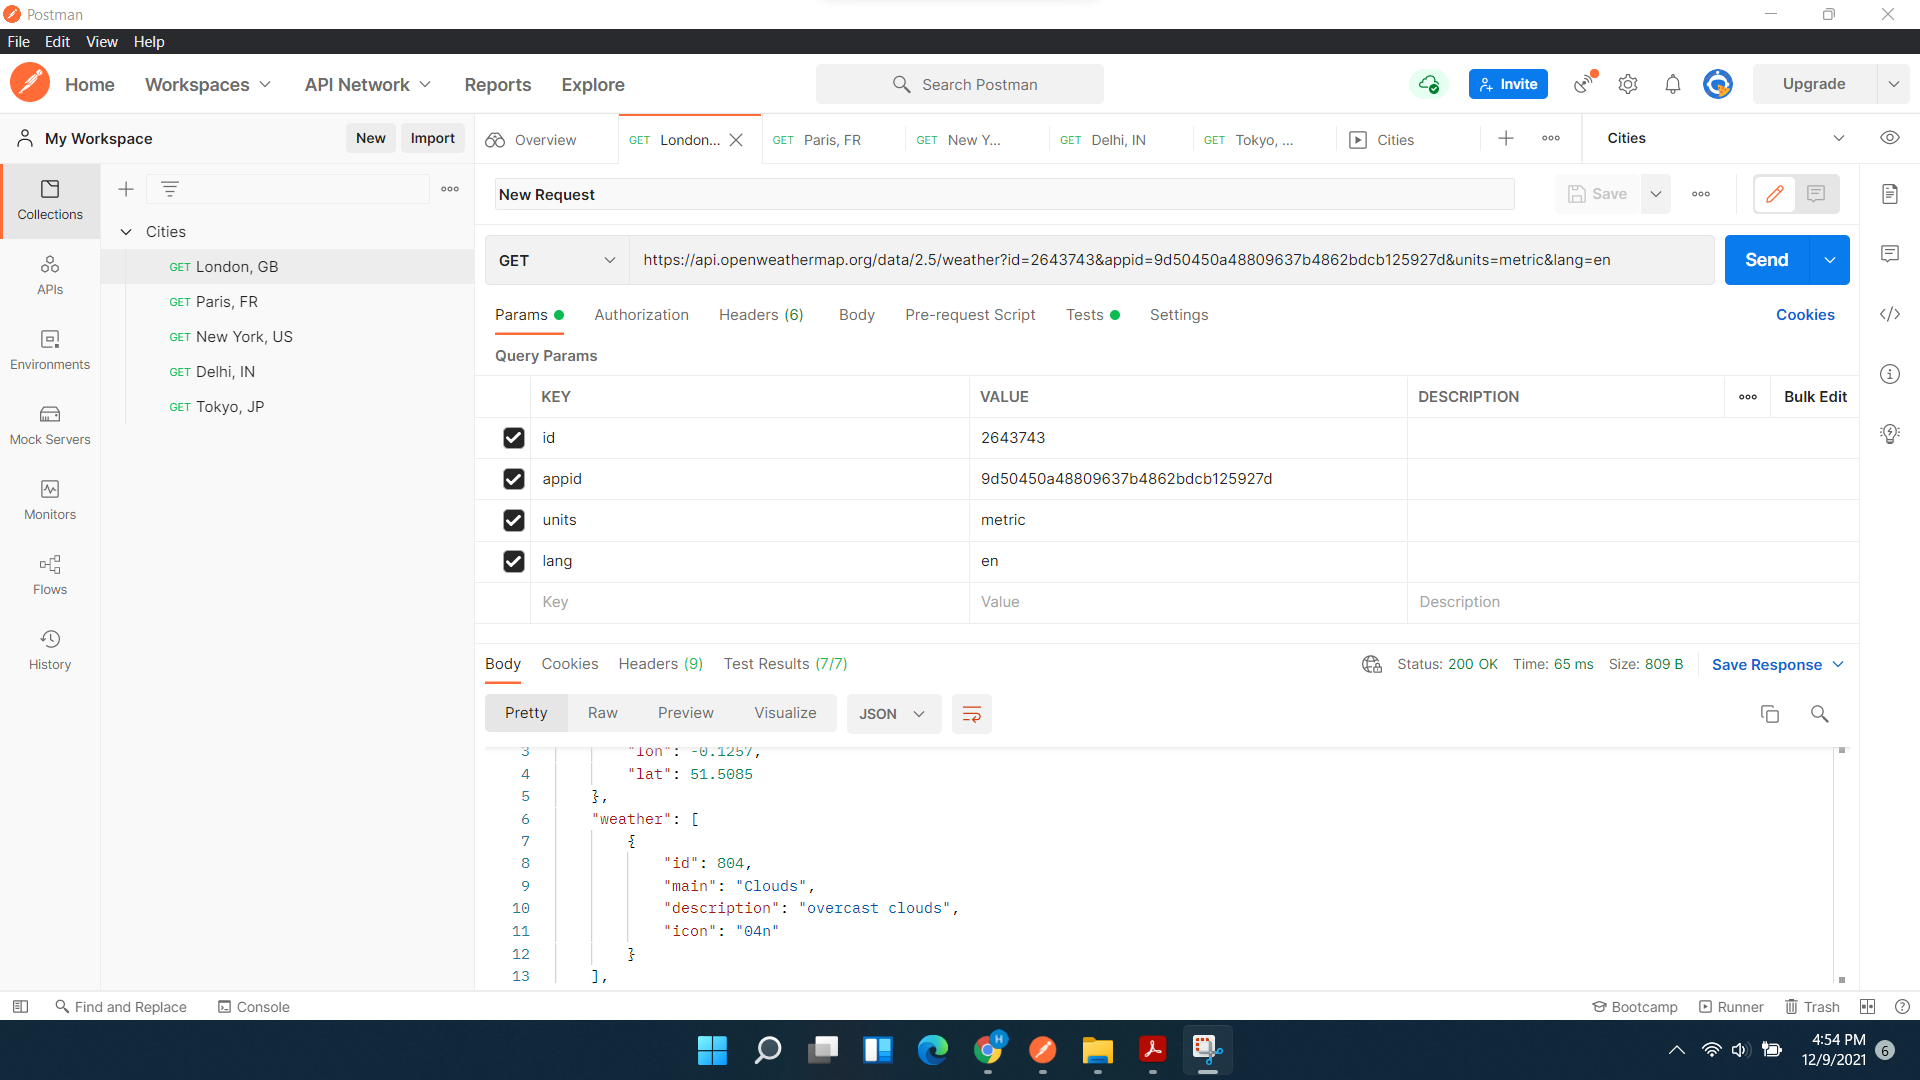 Postman
File Edit View Help
Home Workspaces API Network Reports Explore Search Postman Invite Upgrade
My Workspace New Import Overview GET London... GET Paris, FR GET New Y... GET Delhi, IN GET Tokyo, ... Cities Cities
New Request Save
Collections
APIs
Environments
Mock Servers
Monitors
Flows
History
Cities
GET London, GB
GET Paris, FR
GET New York, US
GET Delhi, IN
GET Tokyo, JP
GET https://api.openweathermap.org/data/2.5/weather?id=2643743&appid=9d50450a48809637b4862bdcb125927d&units=metric&lang=en Send
Params Authorization Headers (6) Body Pre-request Script Tests Settings Cookies
Query Params
KEY VALUE DESCRIPTION Bulk Edit
id 2643743
appid 9d50450a48809637b4862bdcb125927d
units metric
lang en
Key Value Description
Body Cookies Headers (9) Test Results (7/7) Status: 200 OK Time: 65 ms Size: 809 B Save Response
Pretty Raw Preview Visualize JSON
3 "lon": -0.1257,
4 "lat": 51.5085
5 },
6 "weather": [
7 {
8 "id": 804,
9 "main": "Clouds",
10 "description": "overcast clouds",
11 "icon": "04n"
12 }
13 ],
Find and Replace Console Bootcamp Runner Trash
H
4:54 PM
12/9/2021 6